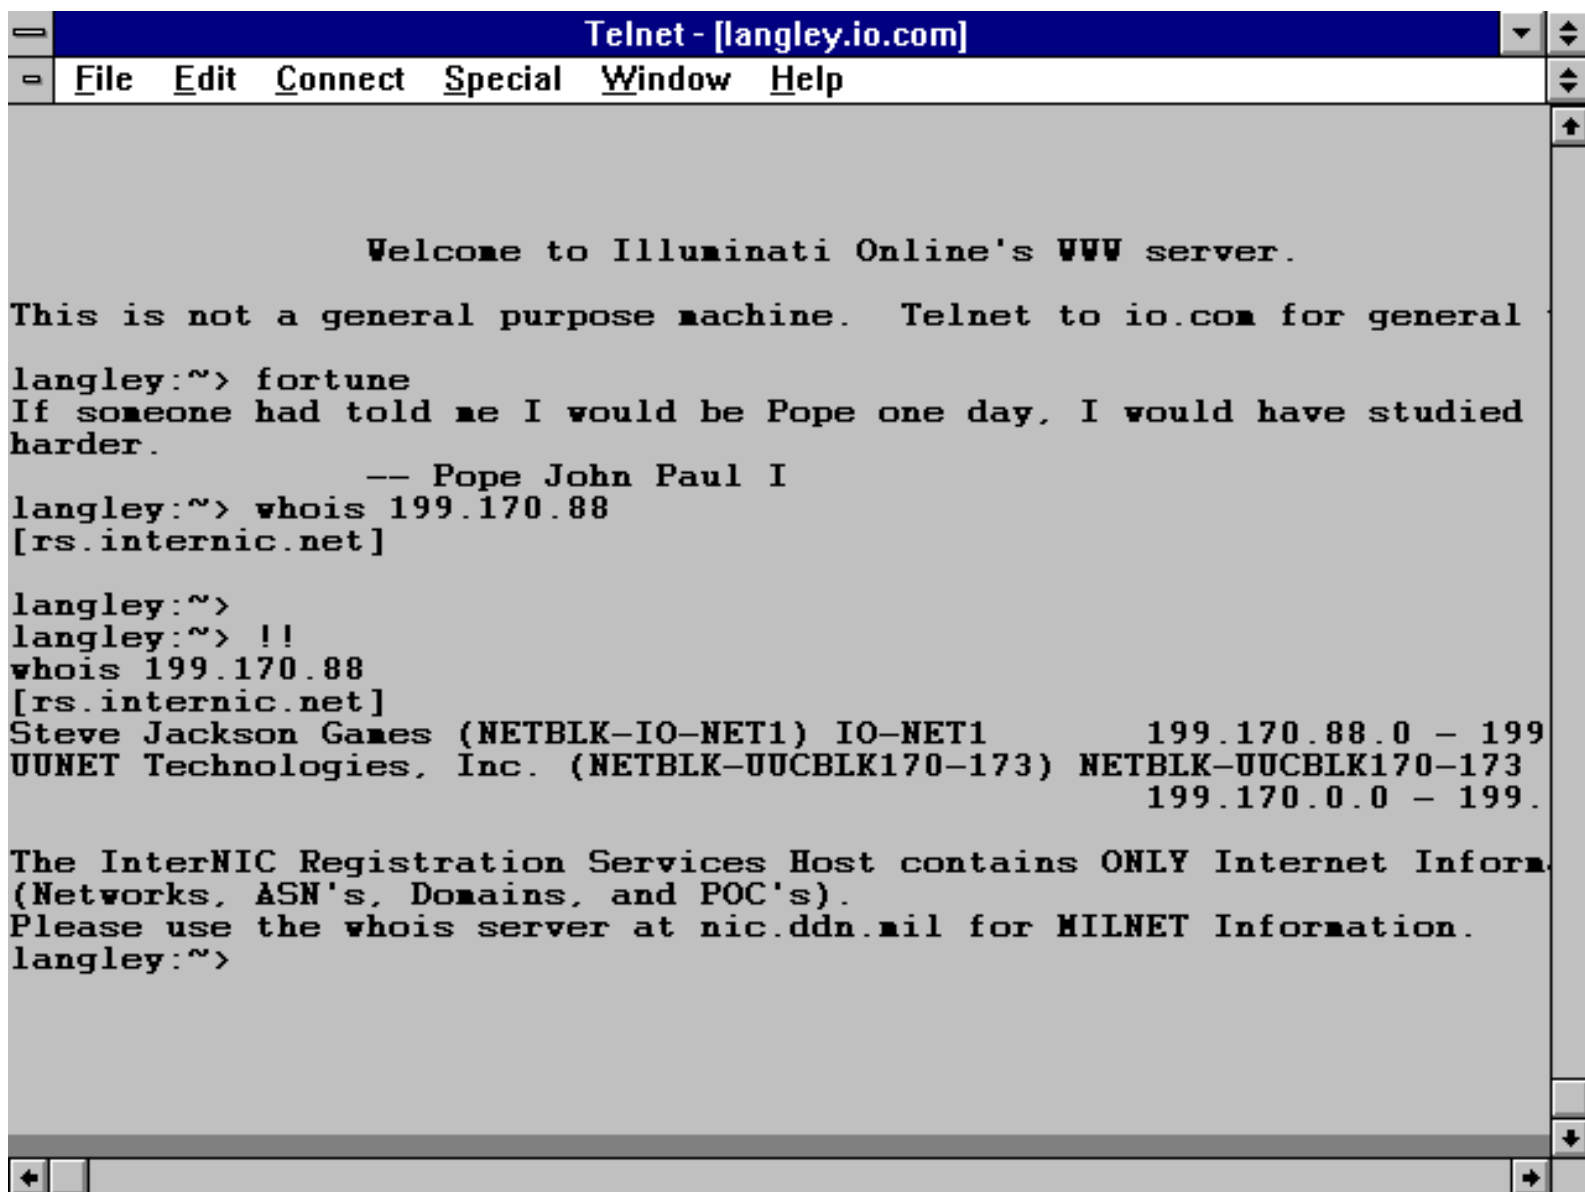 Telnet - [langley.io.com]
File Edit Connect Special Window Help
Welcome to Illuminati Online's WWW server.
This is not a general purpose machine.  Telnet to io.com for general
langley:~> fortune
If someone had told me I would be Pope one day, I would have studied
harder.
-- Pope John Paul I
langley:~> whois 199.170.88
[rs.internic.net]
langley:~>
langley:~> !!
whois 199.170.88
[rs.internic.net]
Steve Jackson Games (NETBLK-IO-NET1) IO-NET1 199.170.88.0 - 199
UUNET Technologies, Inc. (NETBLK-UUCBLK170-173) NETBLK-UUCBLK170-173
199.170.0.0 - 199.
The InterNIC Registration Services Host contains ONLY Internet Inform
(Networks, ASN's, Domains, and POC's).
Please use the whois server at nic.ddn.mil for MILNET Information.
langley:~>